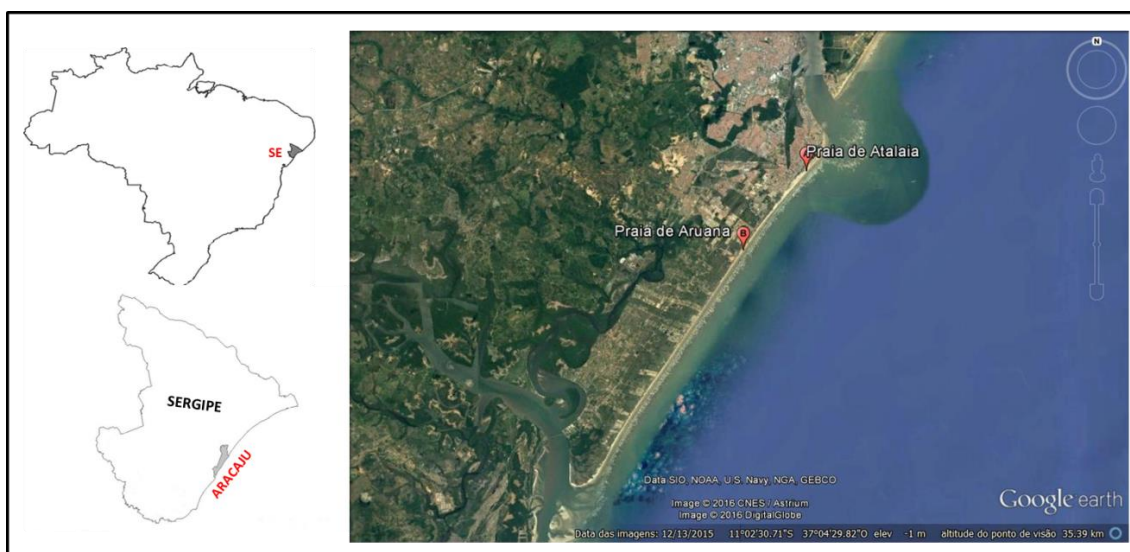 SE
SERGIPE
ARACAJU
N
Praia de Atalaia
Praia de Aruana
B
Data SIO, NOAA, U.S. Navy, NGA, GEBCO
Image © 2016 CNES / Astrium
Image © 2016 DigitalGlobe
Google earth
Data das imagens: 12/13/2015 11°02'30.71"S 37°04'29.82"O elev -1 m altitude do ponto de visão 35.39 km